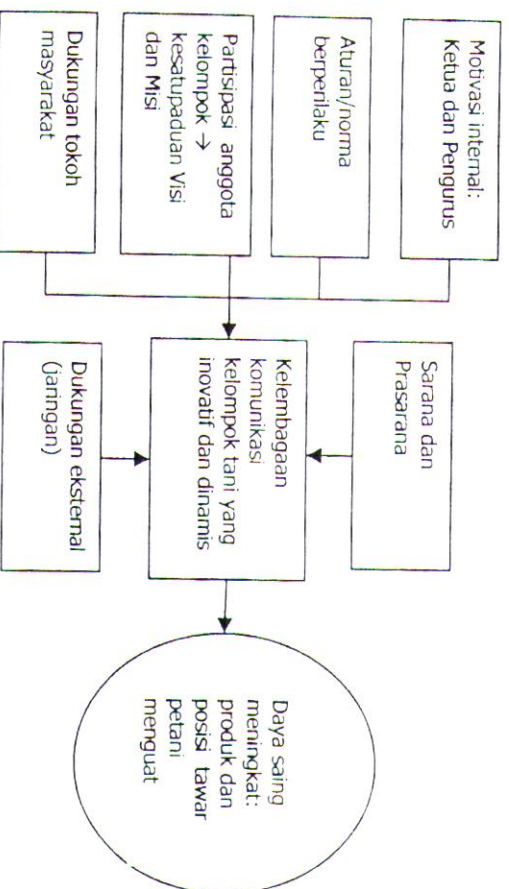 Motivasi internal:
Ketua dan Pengurus
Aturan/norma
berperilaku
Partisipasi anggota
kelompok →
kesatupaduan Visi
dan Misi
Dukungan tokoh
masyarakat
Sarana dan
Prasarana
Kelembagaan
komunikasi
kelompok tani yang
inovatif dan dinamis
Dukungan eksternal
(jaringan)
Daya saing
meningkat:
produk dan
posisi tawar
petani
menguat